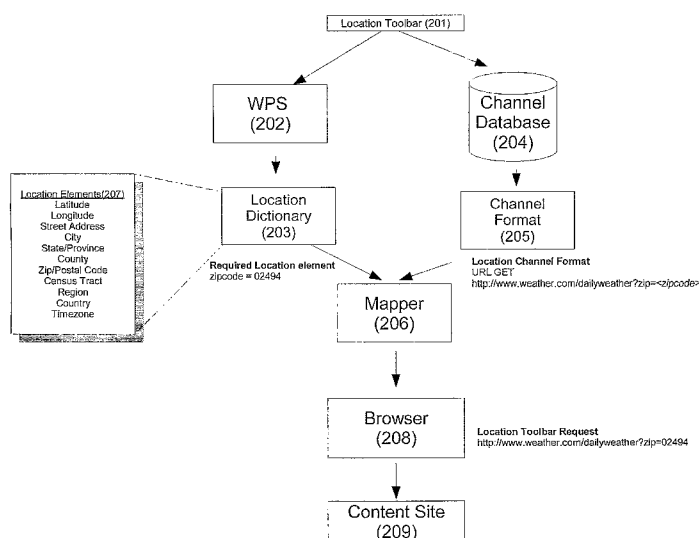 Location Toolbar (201)
WPS
(202)
Channel
Database
(204)
Location Elements(207)
Latitude
Longitude
Street Address
City
State/Province
County
Zip/Postal Code
Census Tract
Region
Country
Timezone
Location
Dictionary
(203)
Channel
Format
(205)
Required Location element
zipcode = 02494
Location Channel Format
URL GET
http://www.weather.com/dailyweather?zip=<zipcode>
Mapper
(206)
Browser
(208)
Location Toolbar Request
http://www.weather.com/dailyweather?zip=02494
Content Site
(209)